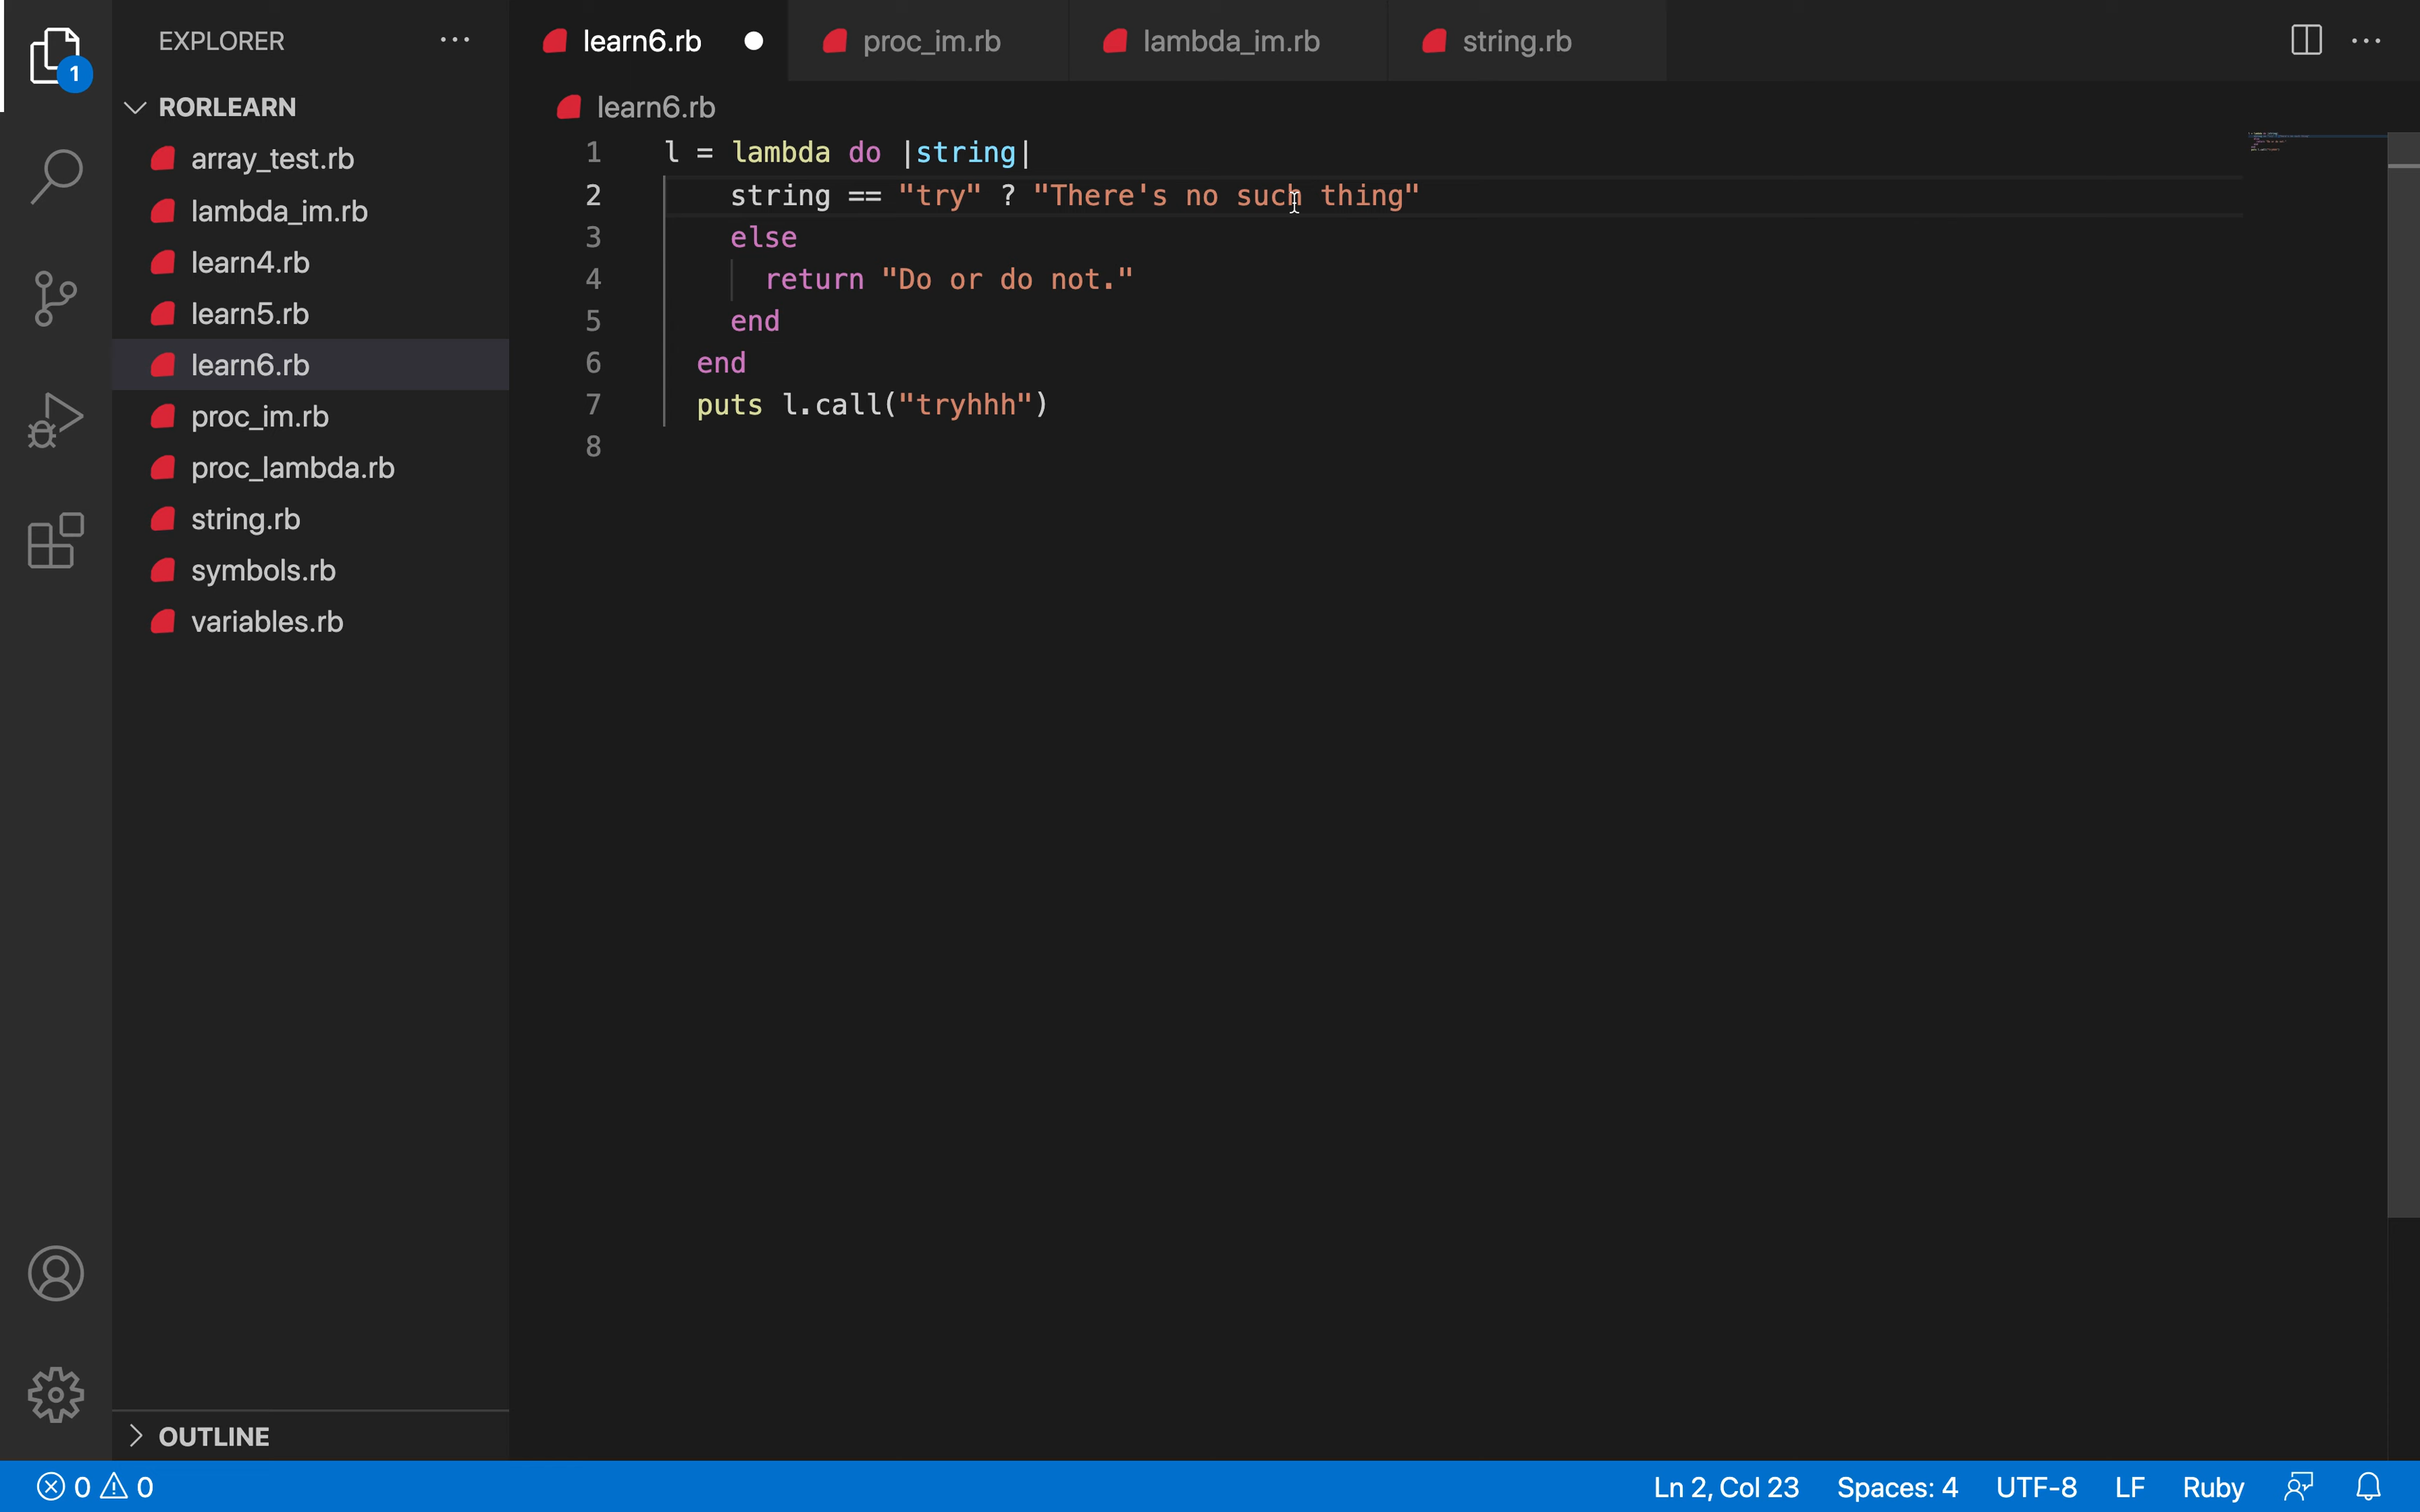 1
EXPLORER
RORLEARN
array_test.rb
lambda_im.rb
learn4.rb
learn5.rb
learn6.rb
proc_im.rb
proc_lambda.rb
string.rb
symbols.rb
variables.rb
OUTLINE
learn6.rb
proc_im.rb
lambda_im.rb
string.rb
learn6.rb
1 l = lambda do |string|
2 string == "try" ? "There's no such thing"
3 else
4 return "Do or do not."
5 end
6 end
7 puts l.call("tryhhh")
8
0 0
Ln 2, Col 23 Spaces: 4 UTF-8 LF Ruby